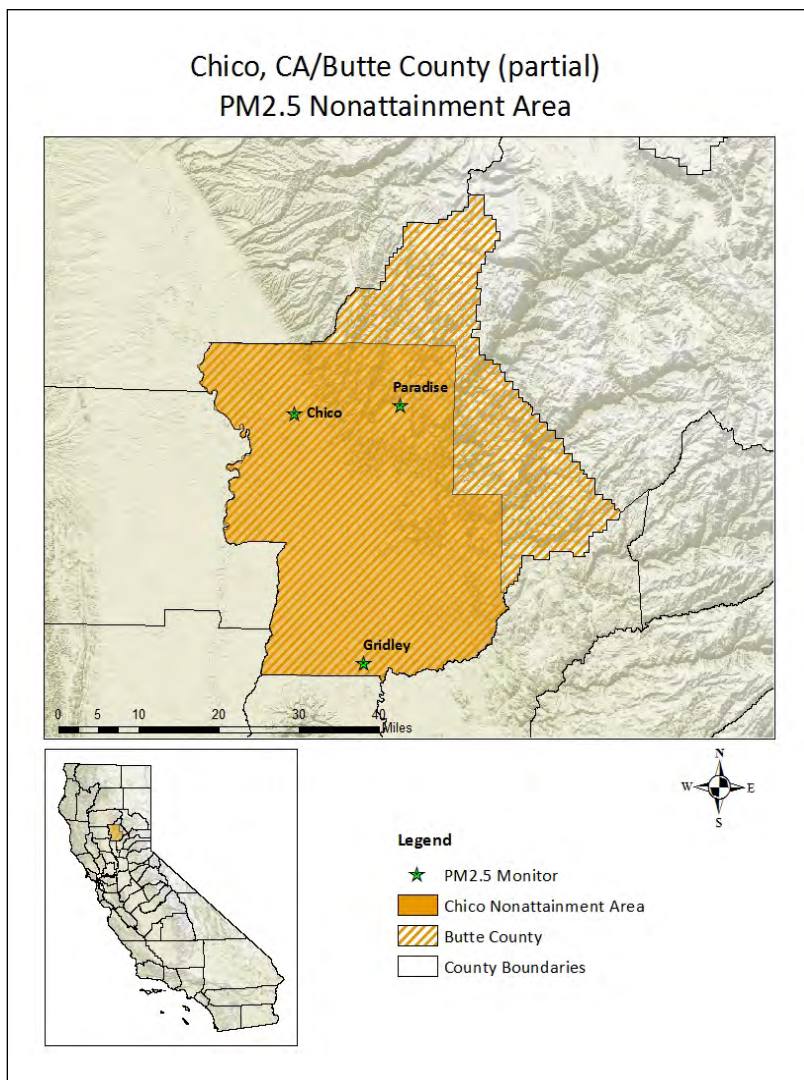 Chico, CA/Butte County (partial)
PM2.5 Nonattainment Area
Paradise
Chico
Gridley
0 5 10 20 30 40
Miles
N
W E
S
Legend
PM2.5 Monitor
Chico Nonattainment Area
Butte County
County Boundaries